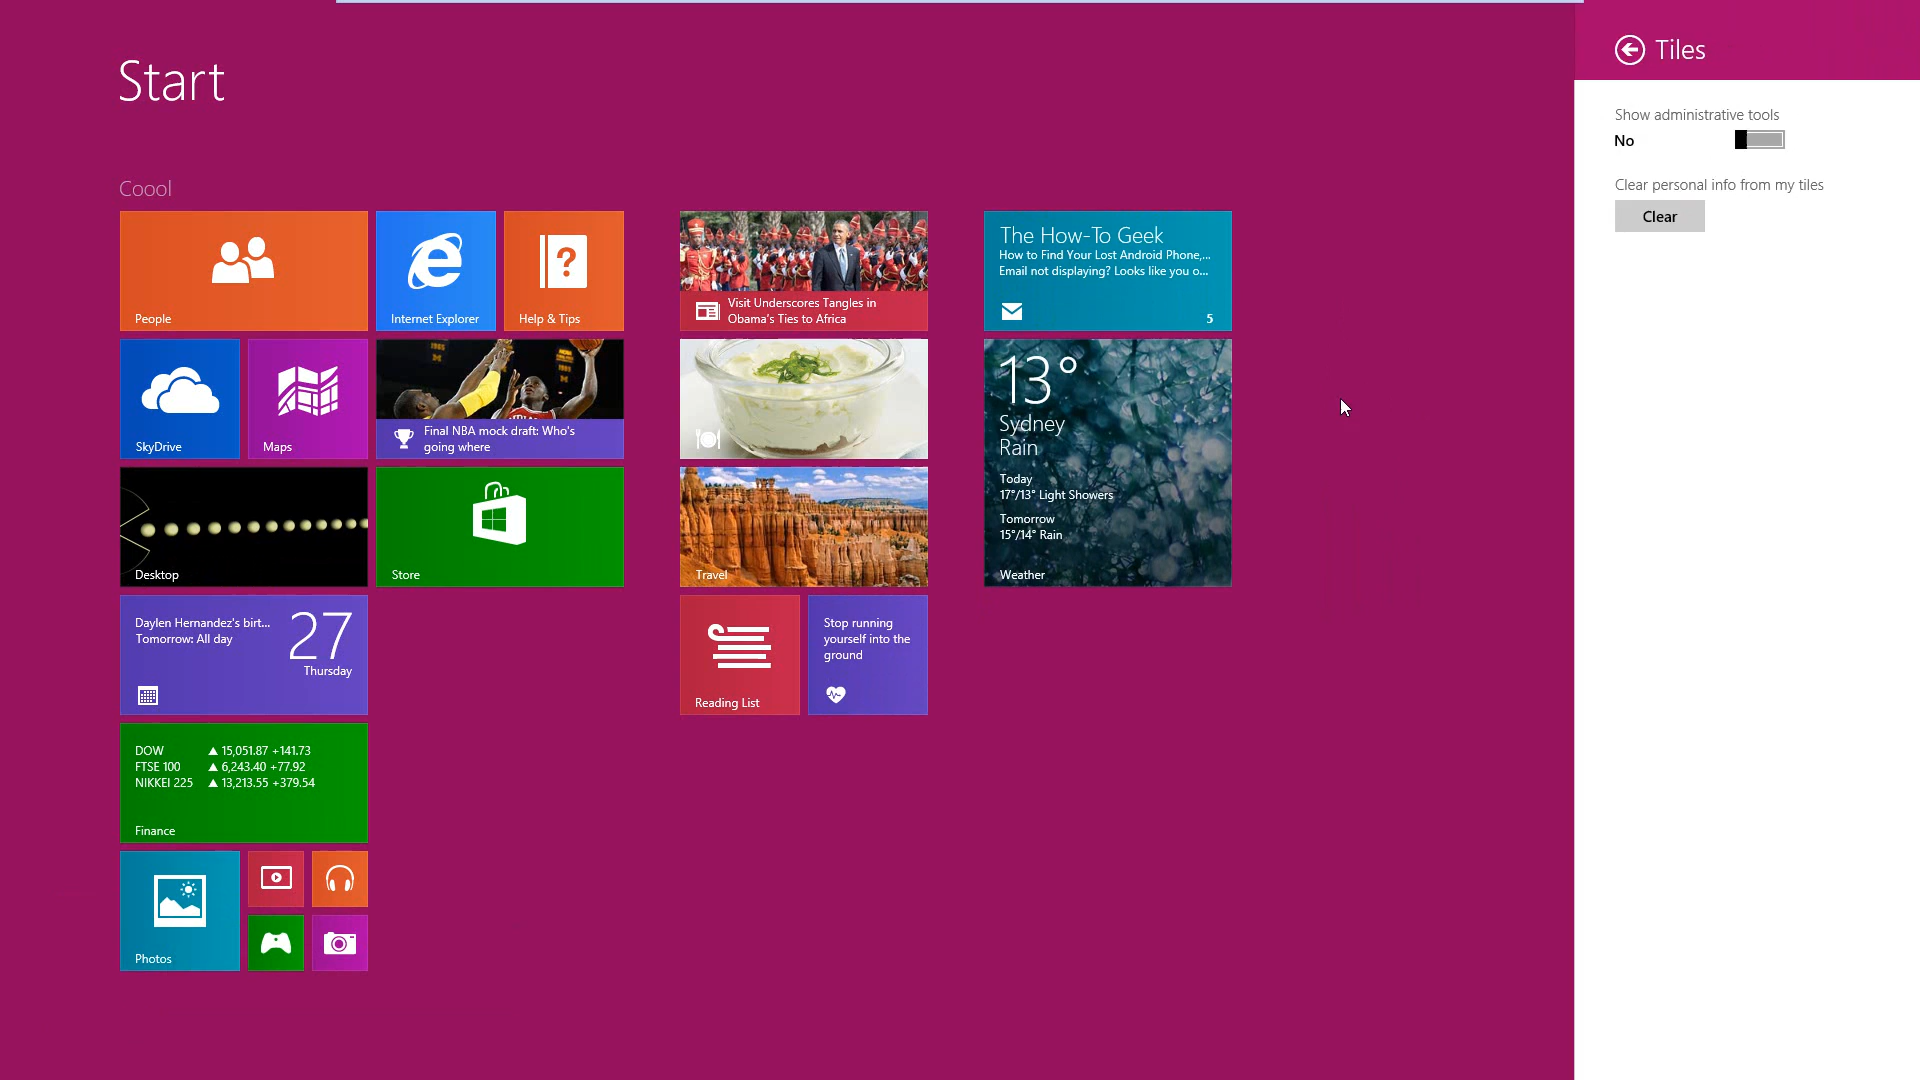 Start
Tiles
Show administrative tools
No
Clear personal info from my tiles
Clear
Coool
People
Internet Explorer
Help & Tips
SkyDrive
Maps
Final NBA mock draft: Who's
going where
Desktop
Store
Daylen Hernandez's birt...
Tomorrow: All day
27
Thursday
DOW ▲ 15,051.87 +141.73
FTSE 100 ▲ 6,243.40 +77.92
NIKKEI 225 ▲ 13,213.55 +379.54
Finance
Photos
Visit Underscores Tangles in
Obama's Ties to Africa
Travel
Reading List
Stop running
yourself into the
ground
The How-To Geek
How to Find Your Lost Android Phone,...
Email not displaying? Looks like you o...
5
13°
Sydney
Rain
Today
17°/13° Light Showers
Tomorrow
15°/14° Rain
Weather